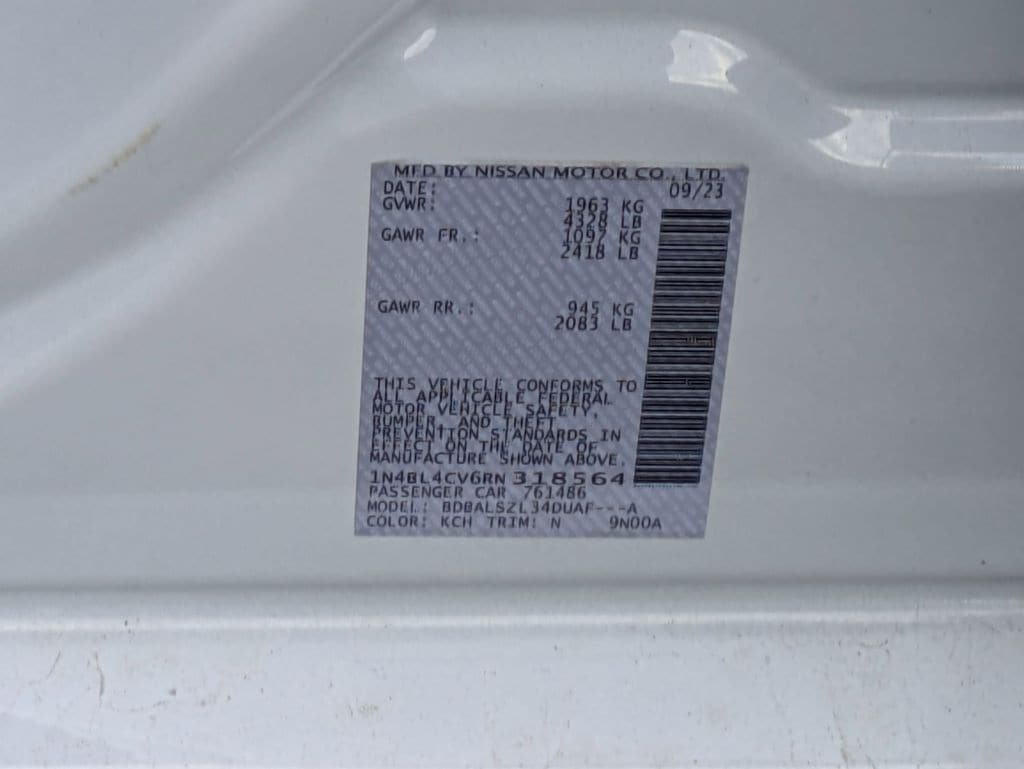 MFD BY NISSAN MOTOR CO., LTD.
DATE: 09/23
GVWR: 1963 KG
4328 LB
GAWR FR.: 1097 KG
2418 LB
GAWR RR.: 945 KG
2083 LB
THIS VEHICLE CONFORMS TO
ALL APPLICABLE FEDERAL
MOTOR VEHICLE SAFETY,
BUMPER, AND THEFT
PREVENTION STANDARDS IN
EFFECT ON THE DATE OF
MANUFACTURE SHOWN ABOVE.
1N4BL4CV6RN318564
PASSENGER CAR 761486
MODEL: BDBALSZL34DUAF---A
COLOR: KCH TRIM: N 9N00A